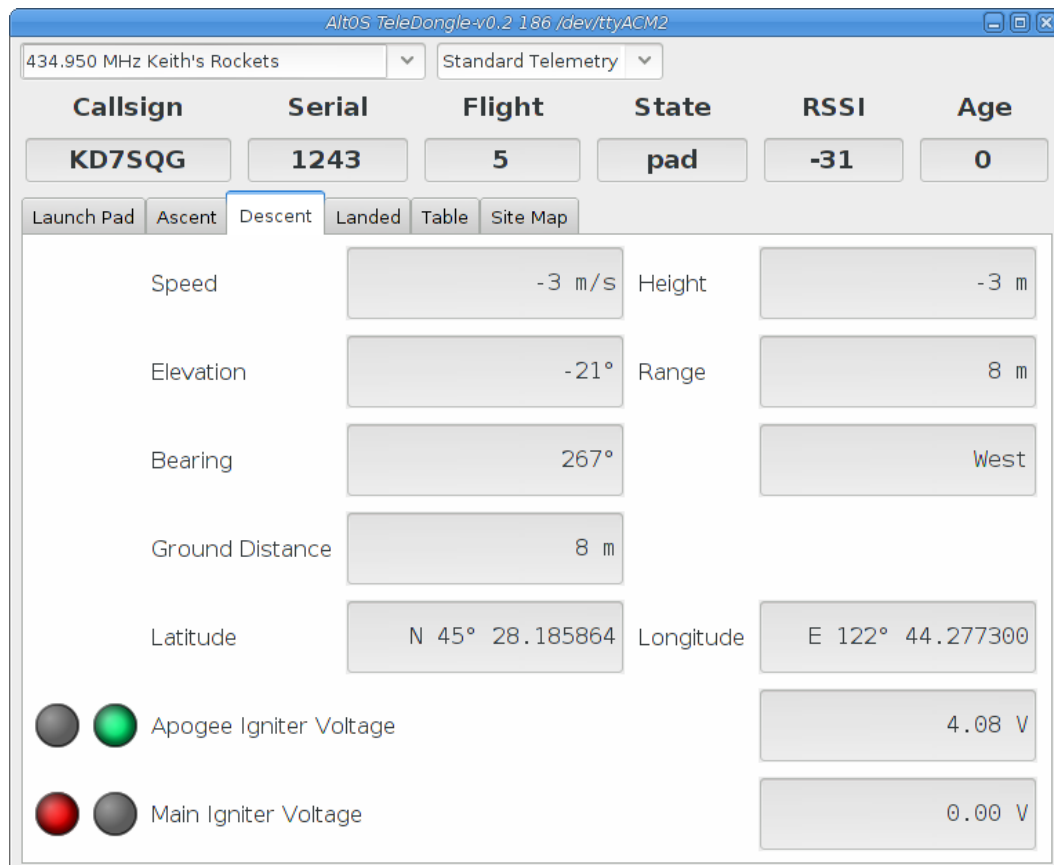 AltOS TeleDongle-v0.2 186 /dev/ttyACM2
434.950 MHz Keith's Rockets Standard Telemetry
Callsign Serial Flight State RSSI Age
KD7SQG 1243 5 pad -31 0
Launch Pad Ascent Descent Landed Table Site Map
Speed -3 m/s Height -3 m
Elevation -21° Range 8 m
Bearing 267° West
Ground Distance 8 m
Latitude N 45° 28.185864 Longitude E 122° 44.277300
Apogee Igniter Voltage 4.08 V
Main Igniter Voltage 0.00 V